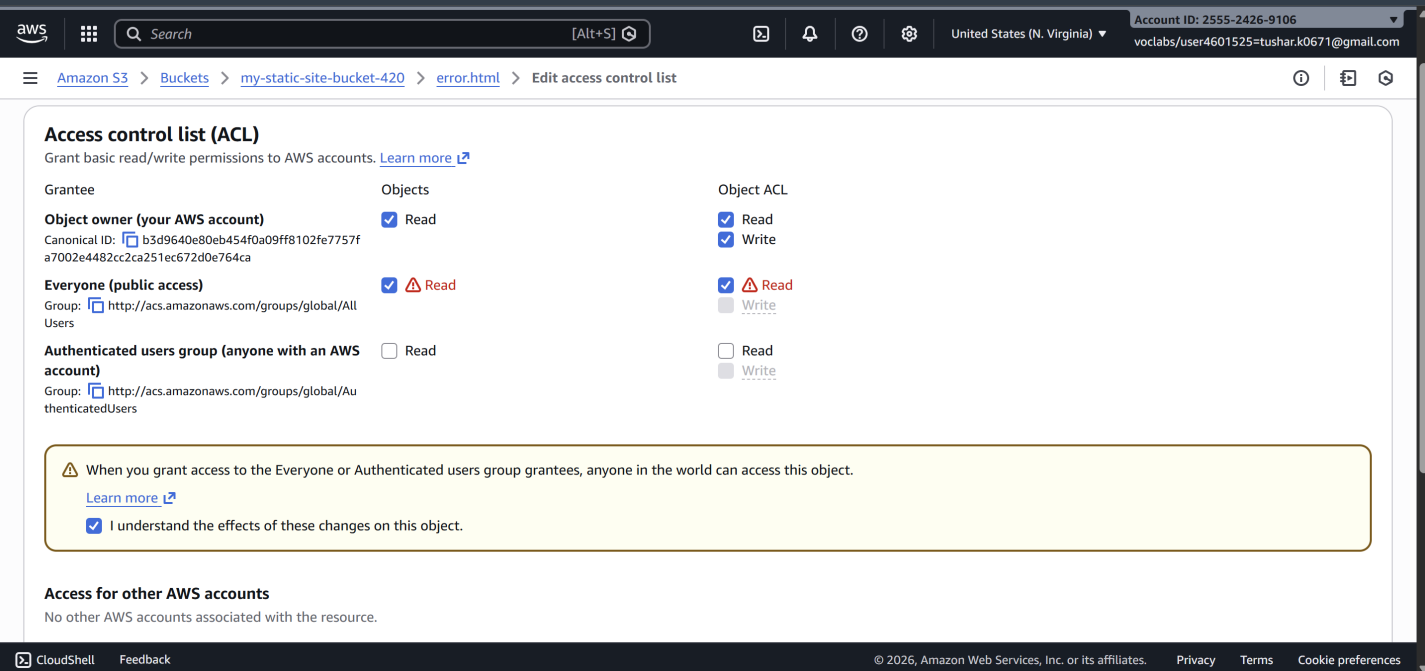 aws
Search [Alt+S]
United States (N. Virginia)
Account ID: 2555-2426-9106
voclabs/user4601525=tushar.k0671@gmail.com
Amazon S3 > Buckets > my-static-site-bucket-420 > error.html > Edit access control list
Access control list (ACL)
Grant basic read/write permissions to AWS accounts. Learn more
Grantee Objects Object ACL
Object owner (your AWS account) Read Read
Canonical ID: b3d9640e80eb454f0a09ff8102fe7757f Write
a7002e4482cc2ca251ec672d0e764ca
Everyone (public access) Read Read
Group: http://acs.amazonaws.com/groups/global/All Write
Users
Authenticated users group (anyone with an AWS Read Read
account) Write
Group: http://acs.amazonaws.com/groups/global/Au
thenticatedUsers
When you grant access to the Everyone or Authenticated users group grantees, anyone in the world can access this object.
Learn more
I understand the effects of these changes on this object.
Access for other AWS accounts
No other AWS accounts associated with the resource.
CloudShell Feedback © 2026, Amazon Web Services, Inc. or its affiliates. Privacy Terms Cookie preferences